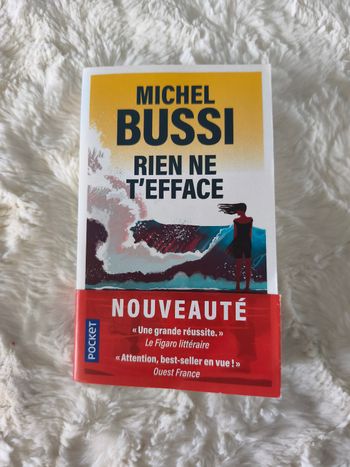 MICHEL
BUSSI
RIEN NE
T'EFFACE
NOUVEAUTÉ
« Une grande réussite. »
Le Figaro littéraire
« Attention, best-seller en vue ! »
Ouest France
POCKET